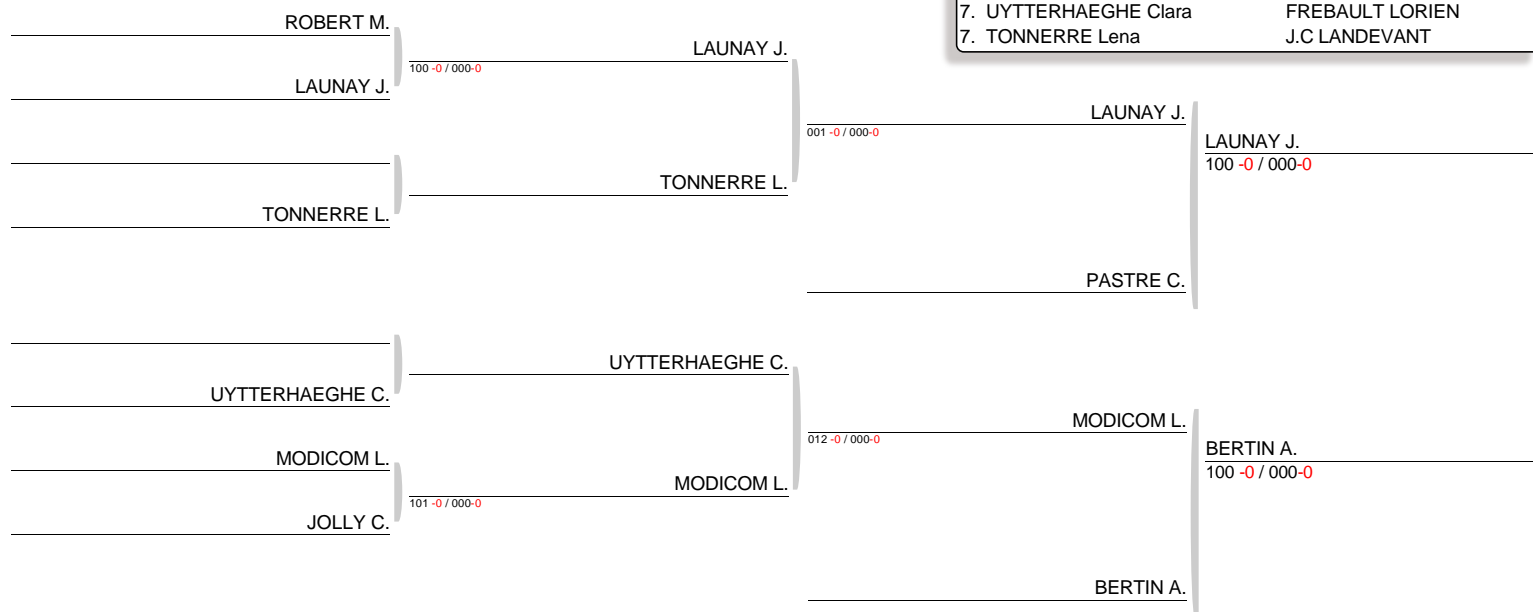 7. UYTTERHAEGHE Clara FREBAULT LORIEN
7. TONNERRE Lena J.C LANDEVANT
ROBERT M.
LAUNAY J.
LAUNAY J.
100 -0 / 000-0
TONNERRE L.
TONNERRE L.
LAUNAY J.
001 -0 / 000-0
PASTRE C.
LAUNAY J.
100 -0 / 000-0
UYTTERHAEGHE C.
UYTTERHAEGHE C.
MODICOM L.
JOLLY C.
MODICOM L.
101 -0 / 000-0
MODICOM L.
012 -0 / 000-0
BERTIN A.
BERTIN A.
100 -0 / 000-0